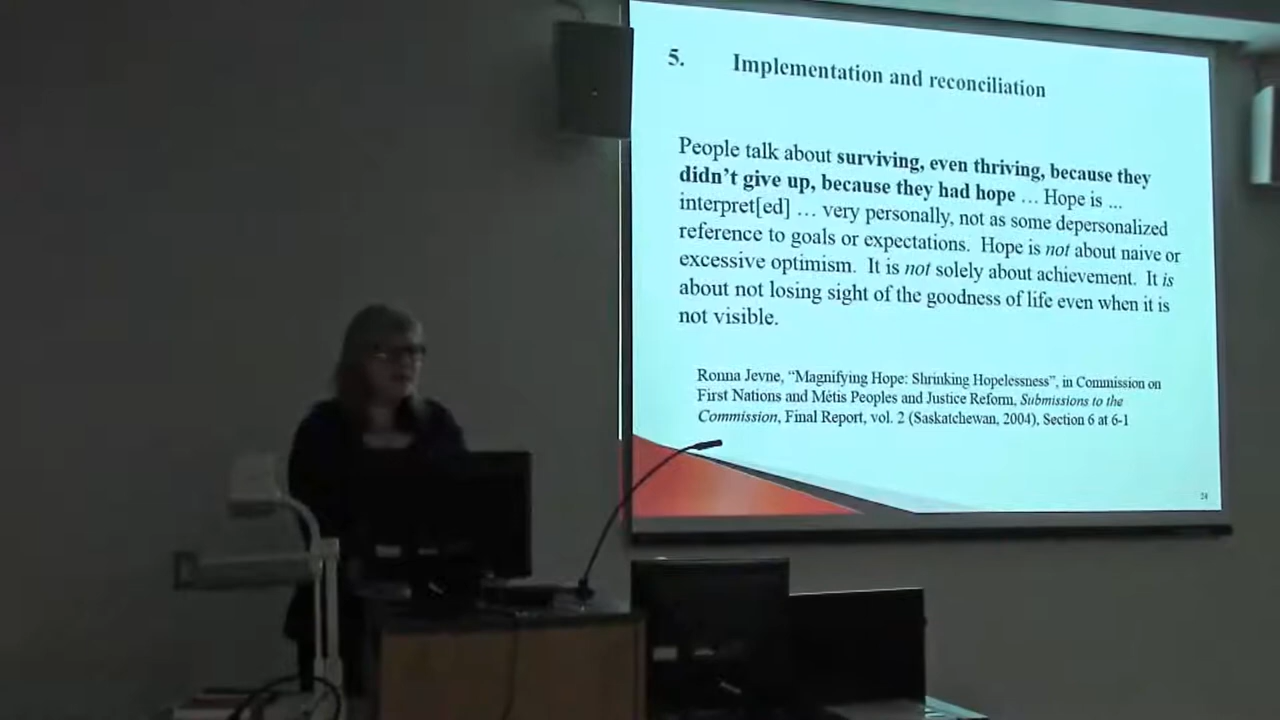 5. Implementation and reconciliation
People talk about surviving, even thriving, because they
didn't give up, because they had hope … Hope is ...
interpret[ed] … very personally, not as some depersonalized
reference to goals or expectations. Hope is not about naive or
excessive optimism. It is not solely about achievement. It is
about not losing sight of the goodness of life even when it is
not visible.
Ronna Jevne, “Magnifying Hope: Shrinking Hopelessness”, in Commission on
First Nations and Métis Peoples and Justice Reform, Submissions to the
Commission, Final Report, vol. 2 (Saskatchewan, 2004), Section 6 at 6-1